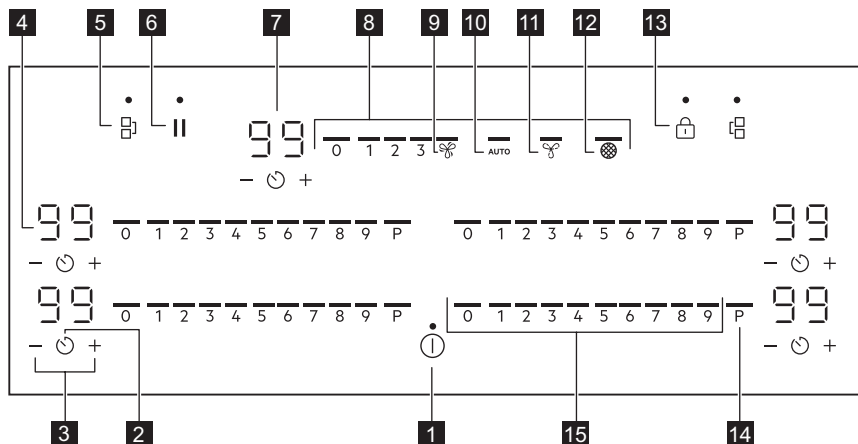 4 5 6 7 8 9 10 11 12 13
99 0 1 2 3 AUTO
− +
99 0 1 2 3 4 5 6 7 8 9 P 0 1 2 3 4 5 6 7 8 9 P 99
− + − +
99 0 1 2 3 4 5 6 7 8 9 P 0 1 2 3 4 5 6 7 8 9 P 99
− + − +
3 2 1 15 14